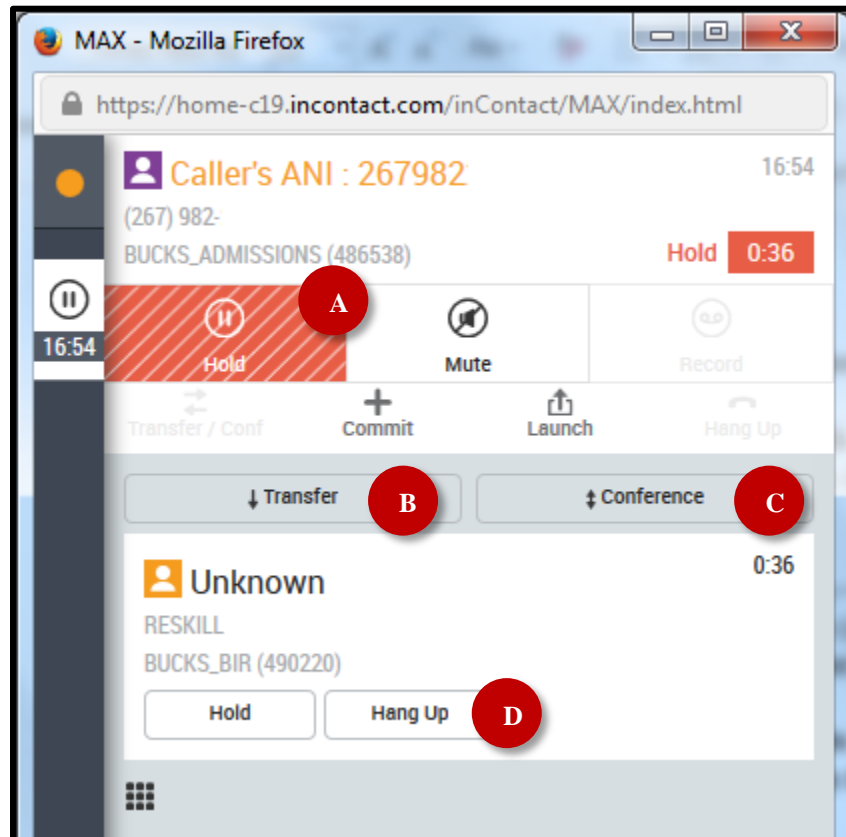 MAX - Mozilla Firefox
https://home-c19.incontact.com/inContact/MAX/index.html
Caller's ANI : 267982
16:54
(267) 982-
BUCKS_ADMISSIONS (486538)
Hold 0:36
A
16:54
Hold
Mute
Record
Transfer / Conf
Commit
Launch
Hang Up
Transfer
B
Conference
C
Unknown
0:36
RESKILL
BUCKS_BIR (490220)
Hold
Hang Up
D